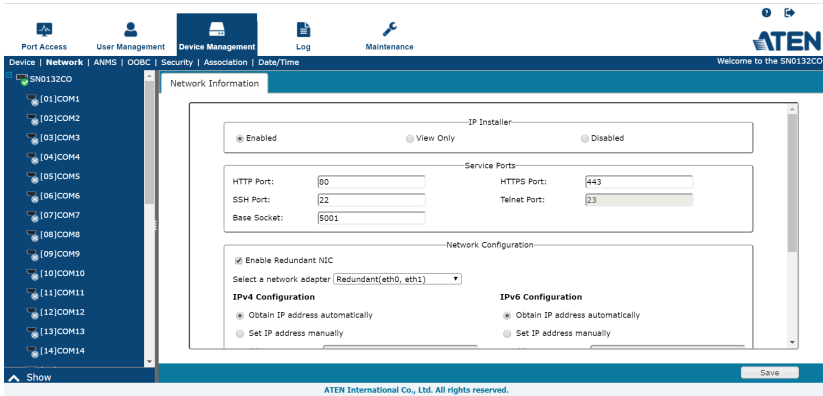 Port Access
User Management
Device Management
Log
Maintenance
ATEN
Device | Network | ANMS | OOBC | Security | Association | Date/Time
Welcome to the SN0132CO
SN0132CO
[01]COM1
[02]COM2
[03]COM3
[04]COM4
[05]COM5
[06]COM6
[07]COM7
[08]COM8
[09]COM9
[10]COM10
[11]COM11
[12]COM12
[13]COM13
[14]COM14
Show
Network Information
IP Installer
Enabled View Only Disabled
Service Ports
HTTP Port: 80 HTTPS Port: 443
SSH Port: 22 Telnet Port: 23
Base Socket: 5001
Network Configuration
Enable Redundant NIC
Select a network adapter Redundant(eth0, eth1)
IPv4 Configuration IPv6 Configuration
Obtain IP address automatically Obtain IP address automatically
Set IP address manually Set IP address manually
Save
ATEN International Co., Ltd. All rights reserved.